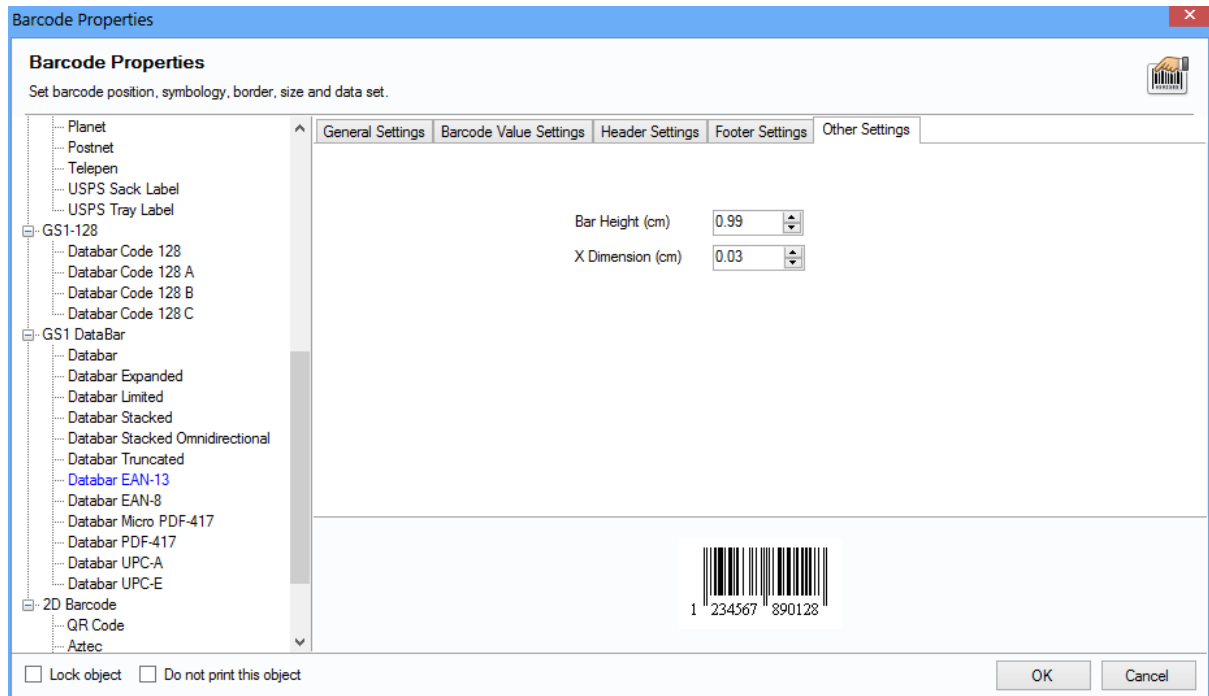 Barcode Properties
Barcode Properties
Set barcode position, symbology, border, size and data set.
Planet
Postnet
Telepen
USPS Sack Label
USPS Tray Label
GS1-128
Databar Code 128
Databar Code 128 A
Databar Code 128 B
Databar Code 128 C
GS1 DataBar
Databar
Databar Expanded
Databar Limited
Databar Stacked
Databar Stacked Omnidirectional
Databar Truncated
Databar EAN-13
Databar EAN-8
Databar Micro PDF-417
Databar PDF-417
Databar UPC-A
Databar UPC-E
2D Barcode
QR Code
Aztec
General Settings Barcode Value Settings Header Settings Footer Settings Other Settings
Bar Height (cm) 0.99
X Dimension (cm) 0.03
1 234567 890128
Lock object Do not print this object OK Cancel